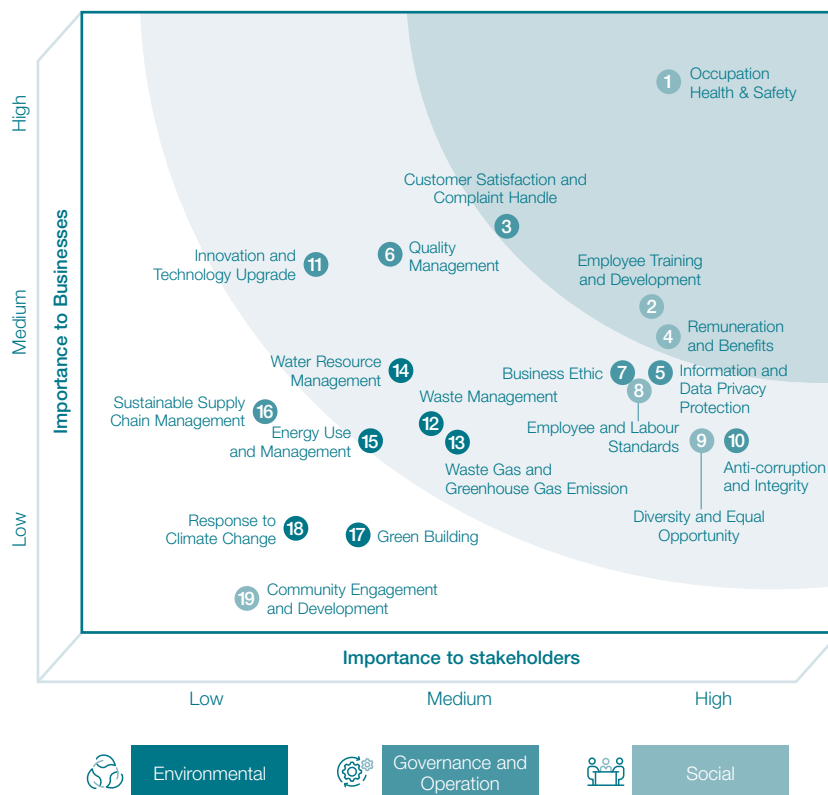 High
Medium
Low
Importance to Businesses
1
Occupation
Health & Safety
Customer Satisfaction and
Complaint Handle
3
6
Quality
Management
Innovation and
Technology Upgrade
11
Employee Training
and Development
2
4
Remuneration
and Benefits
Water Resource
Management
14
Business Ethic
7
5
Information and
Data Privacy
Protection
8
Employee and Labour
Standards
Waste Management
12
13
Waste Gas and
Greenhouse Gas Emission
Sustainable Supply
Chain Management
16
Energy Use
and Management
15
9
Diversity and Equal
Opportunity
10
Anti-corruption
and Integrity
Response to
Climate Change
18
17
Green Building
19
Community Engagement
and Development
Importance to stakeholders
Low
Medium
High
Environmental
Governance and
Operation
Social